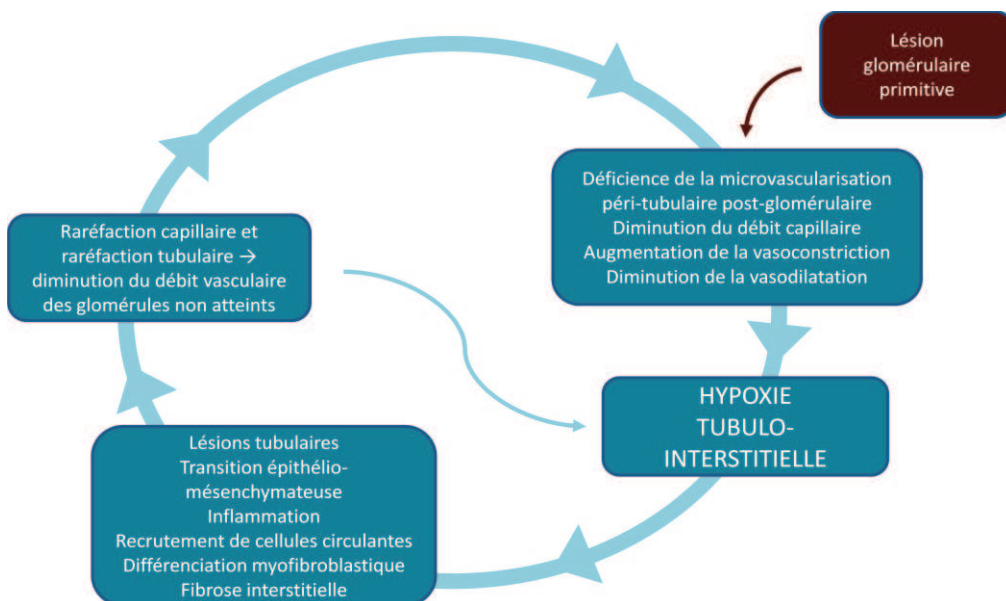 Lésion
glomérulaire
primitive
Déficience de la microvascularisation
péri-tubulaire post-glomérulaire
Diminution du débit capillaire
Augmentation de la vasoconstriction
Diminution de la vasodilatation
HYPOXIE
TUBULO-
INTERSTITIELLE
Lésions tubulaires
Transition épithélio-
mésenchymateuse
Inflammation
Recrutement de cellules circulantes
Différenciation myofibroblastique
Fibrose interstitielle
Raréfaction capillaire et
raréfaction tubulaire →
diminution du débit vasculaire
des glomérules non atteints